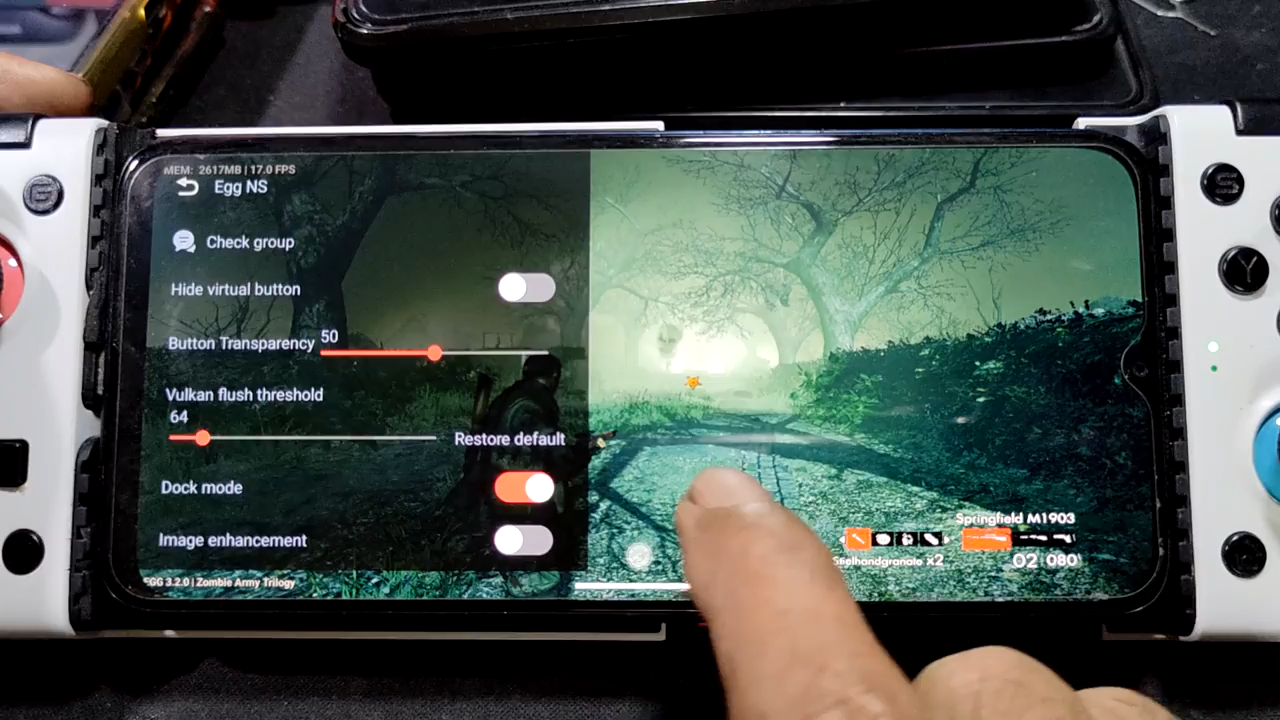 MEM: 2617MB | 17.0 FPS
Egg NS
Check group
Hide virtual button
Button Transparency 50
Vulkan flush threshold
64
Restore default
Dock mode
Image enhancement
EGG 3.2.0 | Zombie Army Trilogy
Springfield M1903
Stielhandgranate x2
02 080
S
Y